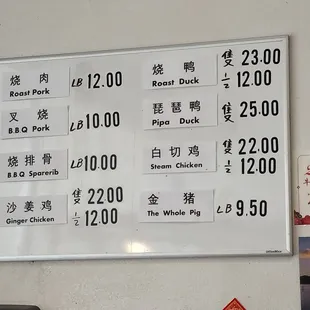 烧 肉
Roast Pork
LB 12.00
叉 烧
B.B.Q Pork
LB 10.00
烧 排 骨
B.B.Q Sparerib
LB 10.00
沙 姜 鸡
Ginger Chicken
隻 22.00
½ 12.00
烧 鸭
Roast Duck
隻 23.00
½ 12.00
琵 琶 鸭
Pipa Duck
隻 25.00
白 切 鸡
Steam Chicken
隻 22.00
½ 12.00
金 猪
The Whole Pig
LB 9.50